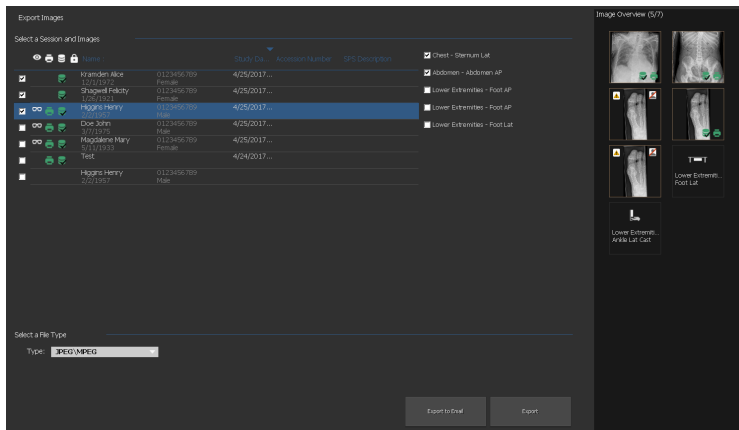 Export Images
Image Overview (5/7)
Select a Session and Images
Name Study Da... Accession Number SPS Description
Kramden Alice 0123456789 4/25/2017...
12/1/1972 Female
Shagwell Felicity 0123456789 4/25/2017...
1/26/1921 Female
Higgins Henry 0123456789 4/25/2017...
2/2/1957 Male
Doe John 0123456789 4/25/2017...
3/7/1975 Male
Magdalene Mary 0123456789 4/25/2017...
5/11/1933 Female
Test 4/24/2017...
Higgins Henry 0123456789
2/2/1957 Male
Chest - Sternum Lat
Abdomen - Abdomen AP
Lower Extremities - Foot AP
Lower Extremities - Foot AP
Lower Extremities - Foot Lat
Lower Extremiti...
Foot Lat
Lower Extremiti...
Ankle Lat Cast
Select a File Type
Type: JPEG\MPEG
Export to Email
Export